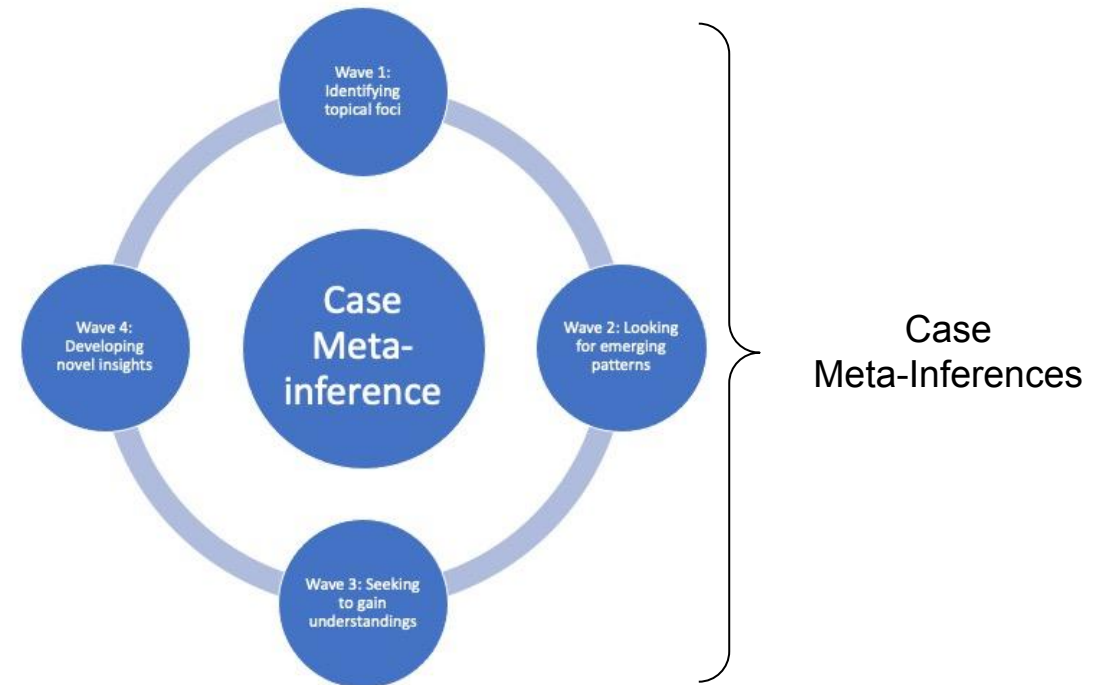 Wave 1:
Identifying
topical foci
Case
Meta-
inference
Wave 4:
Developing
novel insights
Wave 2: Looking
for emerging
patterns
Wave 3: Seeking
to gain
understandings
Case
Meta-Inferences